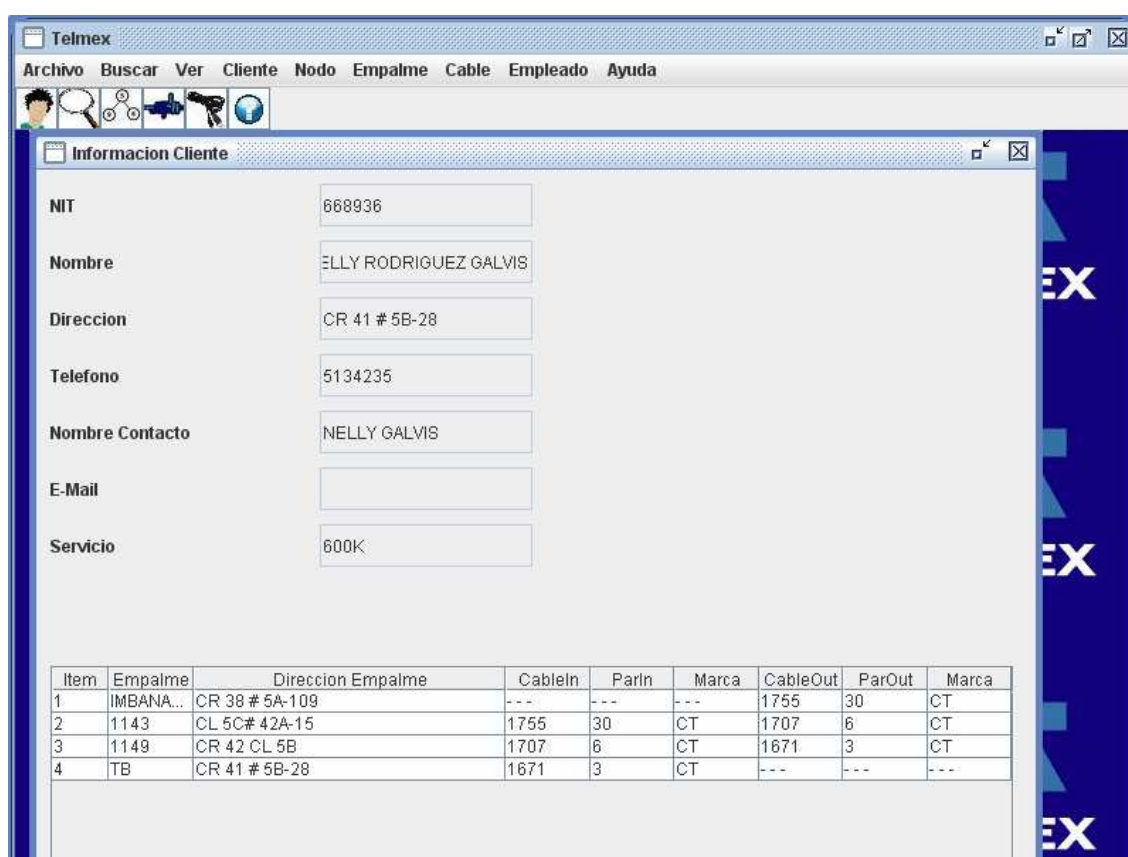 Telmex
Archivo Buscar Ver Cliente Nodo Empalme Cable Empleado Ayuda
Informacion Cliente
NIT 668936
Nombre ELLY RODRIGUEZ GALVIS
Direccion CR 41 # 5B-28
Telefono 5134235
Nombre Contacto NELLY GALVIS
E-Mail
Servicio 600K
EX
EX
EX
Item Empalme Direccion Empalme CableIn ParIn Marca CableOut ParOut Marca
1 IMBANA... CR 38 # 5A-109 - - - - - - - - - 1755 30 CT
2 1143 CL 5C# 42A-15 1755 30 CT 1707 6 CT
3 1149 CR 42 CL 5B 1707 6 CT 1671 3 CT
4 TB CR 41 # 5B-28 1671 3 CT - - - - - - - - -